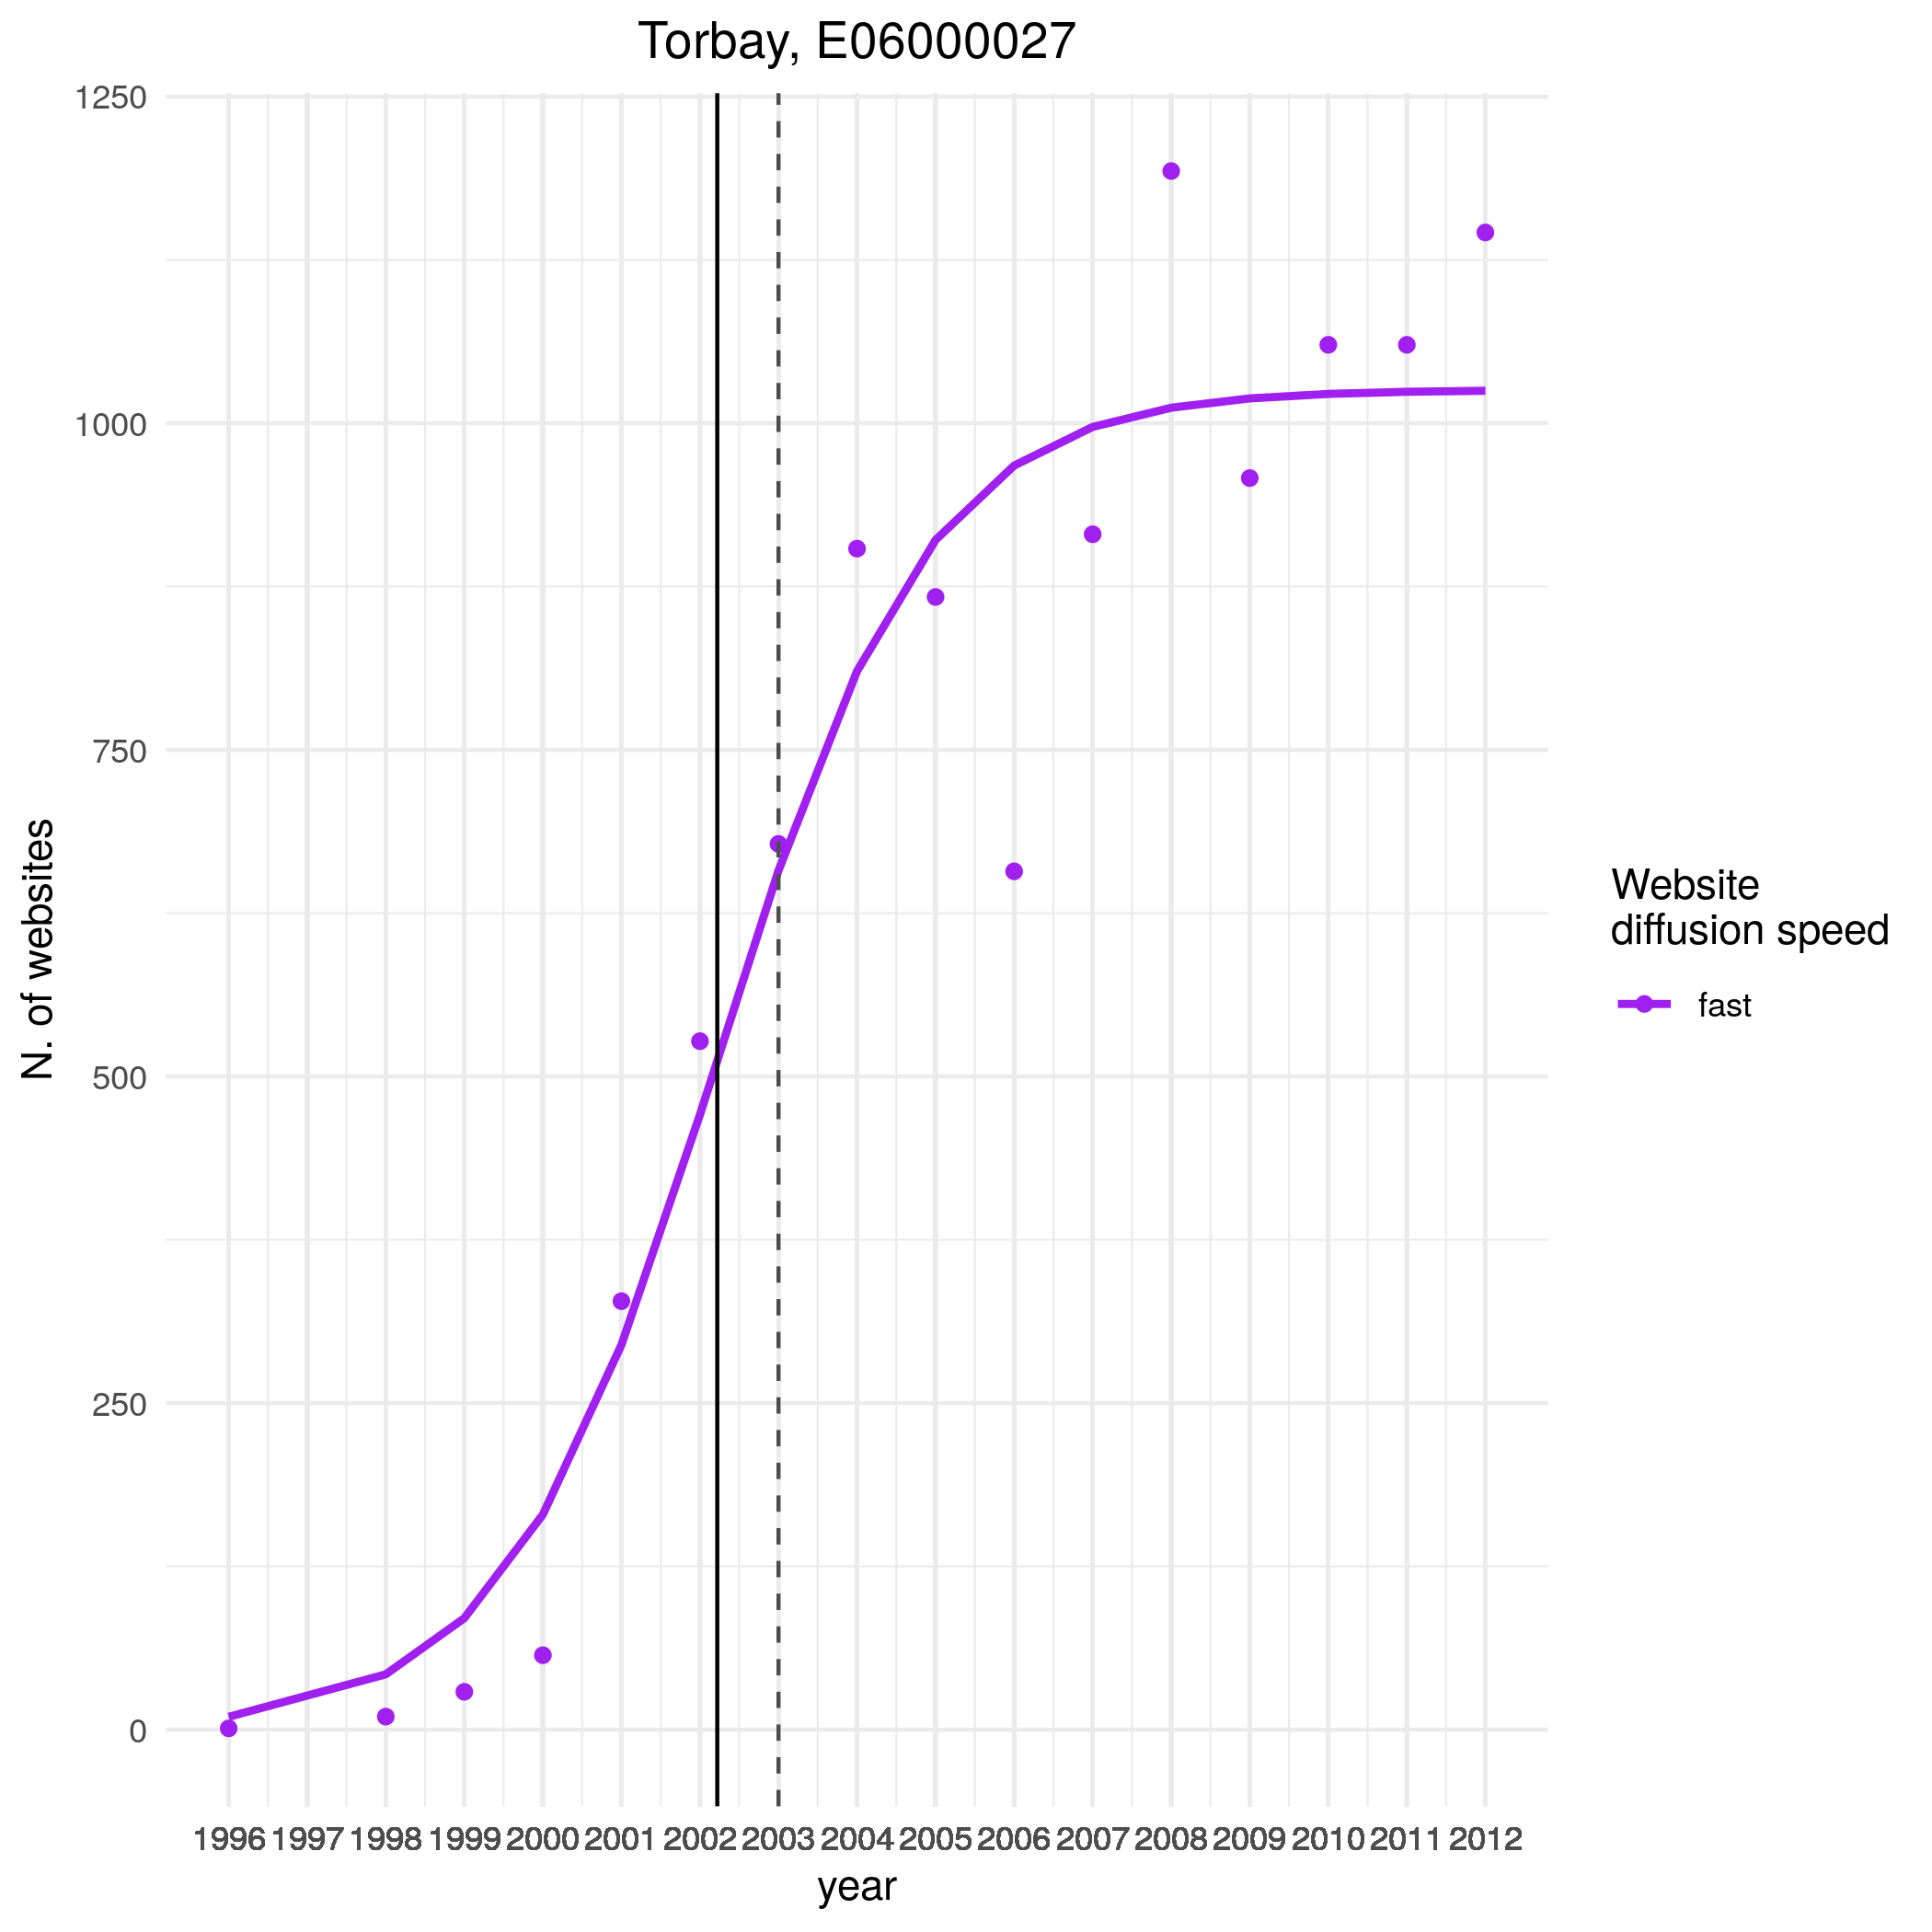 Torbay, E06000027
1250
1000
750
500
250
0
N. of websites
1996 1997 1998 1999 2000 2001 2002 2003 2004 2005 2006 2007 2008 2009 2010 2011 2012
year
Website
diffusion speed
fast